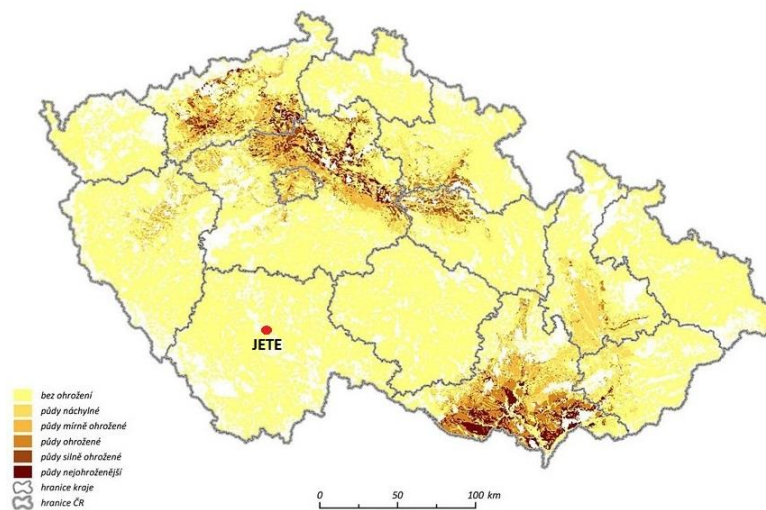 JETE
bez ohrožení
půdy náchylné
půdy mírně ohrožené
půdy ohrožené
půdy silně ohrožené
půdy nejohroženější
hranice kraje
hranice ČR
0 50 100 km